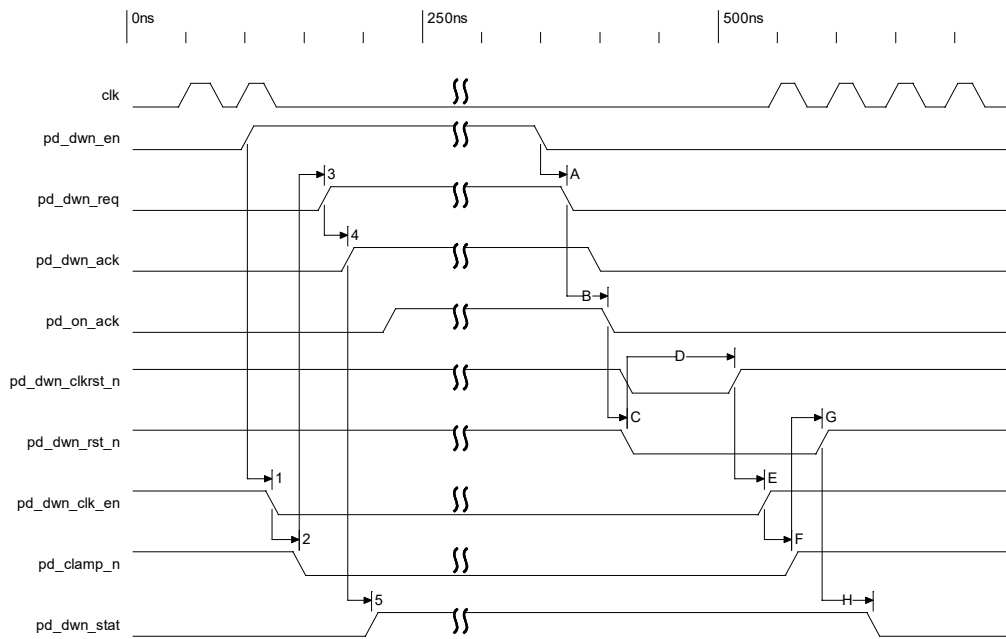 0ns 250ns 500ns
clk
pd_dwn_en
3 A
pd_dwn_req
4
pd_dwn_ack
B
pd_on_ack
D
pd_dwn_clkrst_n
C G
pd_dwn_rst_n
1 E
pd_dwn_clk_en
2 F
pd_clamp_n
5 H
pd_dwn_stat